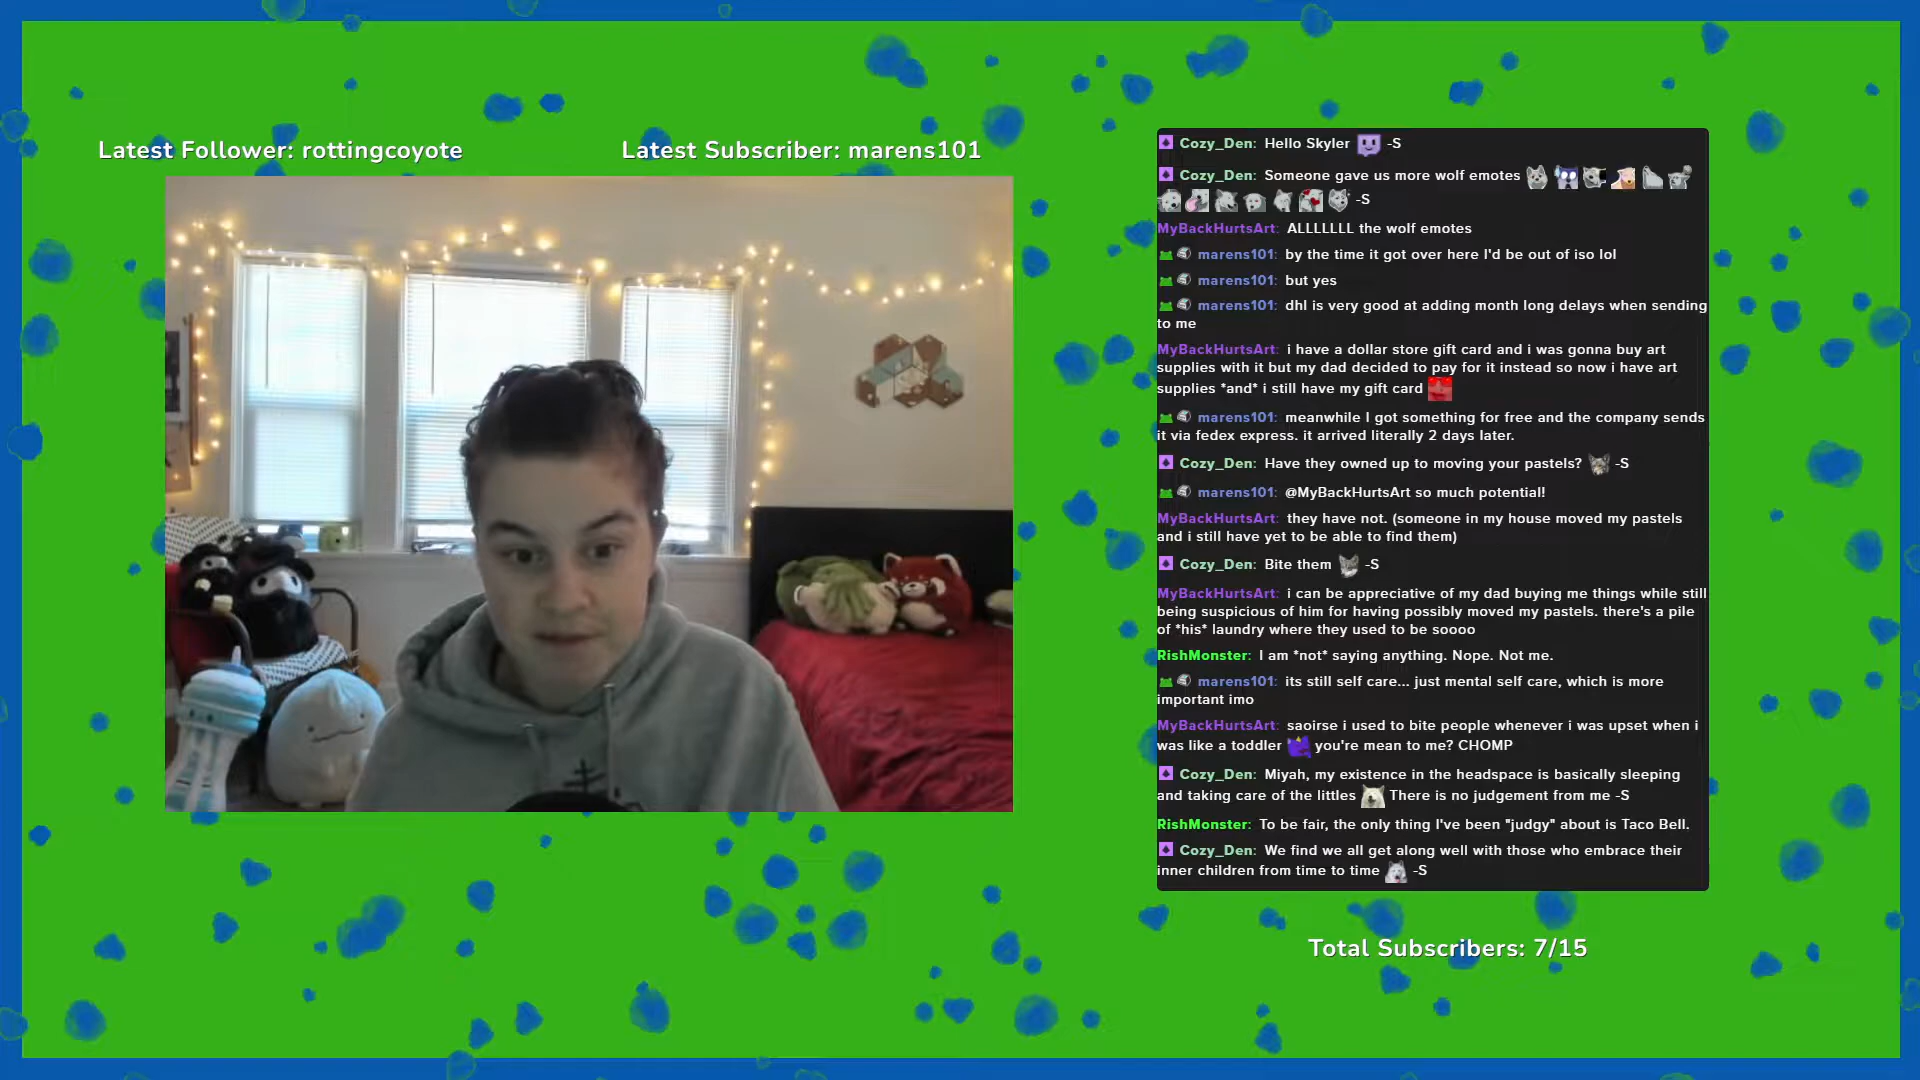 Latest Follower: rottingcoyote
Latest Subscriber: marens101
Cozy_Den: Hello Skyler -S
Cozy_Den: Someone gave us more wolf emotes
-S
MyBackHurtsArt: ALLLLLLL the wolf emotes
marens101: by the time it got over here I'd be out of iso lol
marens101: but yes
marens101: dhl is very good at adding month long delays when sending
to me
MyBackHurtsArt: i have a dollar store gift card and i was gonna buy art
supplies with it but my dad decided to pay for it instead so now i have art
supplies *and* i still have my gift card
marens101: meanwhile I got something for free and the company sends
it via fedex express. it arrived literally 2 days later.
Cozy_Den: Have they owned up to moving your pastels? -S
marens101: @MyBackHurtsArt so much potential!
MyBackHurtsArt: they have not. (someone in my house moved my pastels
and i still have yet to be able to find them)
Cozy_Den: Bite them -S
MyBackHurtsArt: i can be appreciative of my dad buying me things while still
being suspicious of him for having possibly moved my pastels. there's a pile
of *his* laundry where they used to be soooo
RishMonster: I am *not* saying anything. Nope. Not me.
marens101: its still self care... just mental self care, which is more
important imo
MyBackHurtsArt: saoirse i used to bite people whenever i was upset when i
was like a toddler you're mean to me? CHOMP
Cozy_Den: Miyah, my existence in the headspace is basically sleeping
and taking care of the littles There is no judgement from me -S
RishMonster: To be fair, the only thing I've been "judgy" about is Taco Bell.
Cozy_Den: We find we all get along well with those who embrace their
inner children from time to time -S
Total Subscribers: 7/15